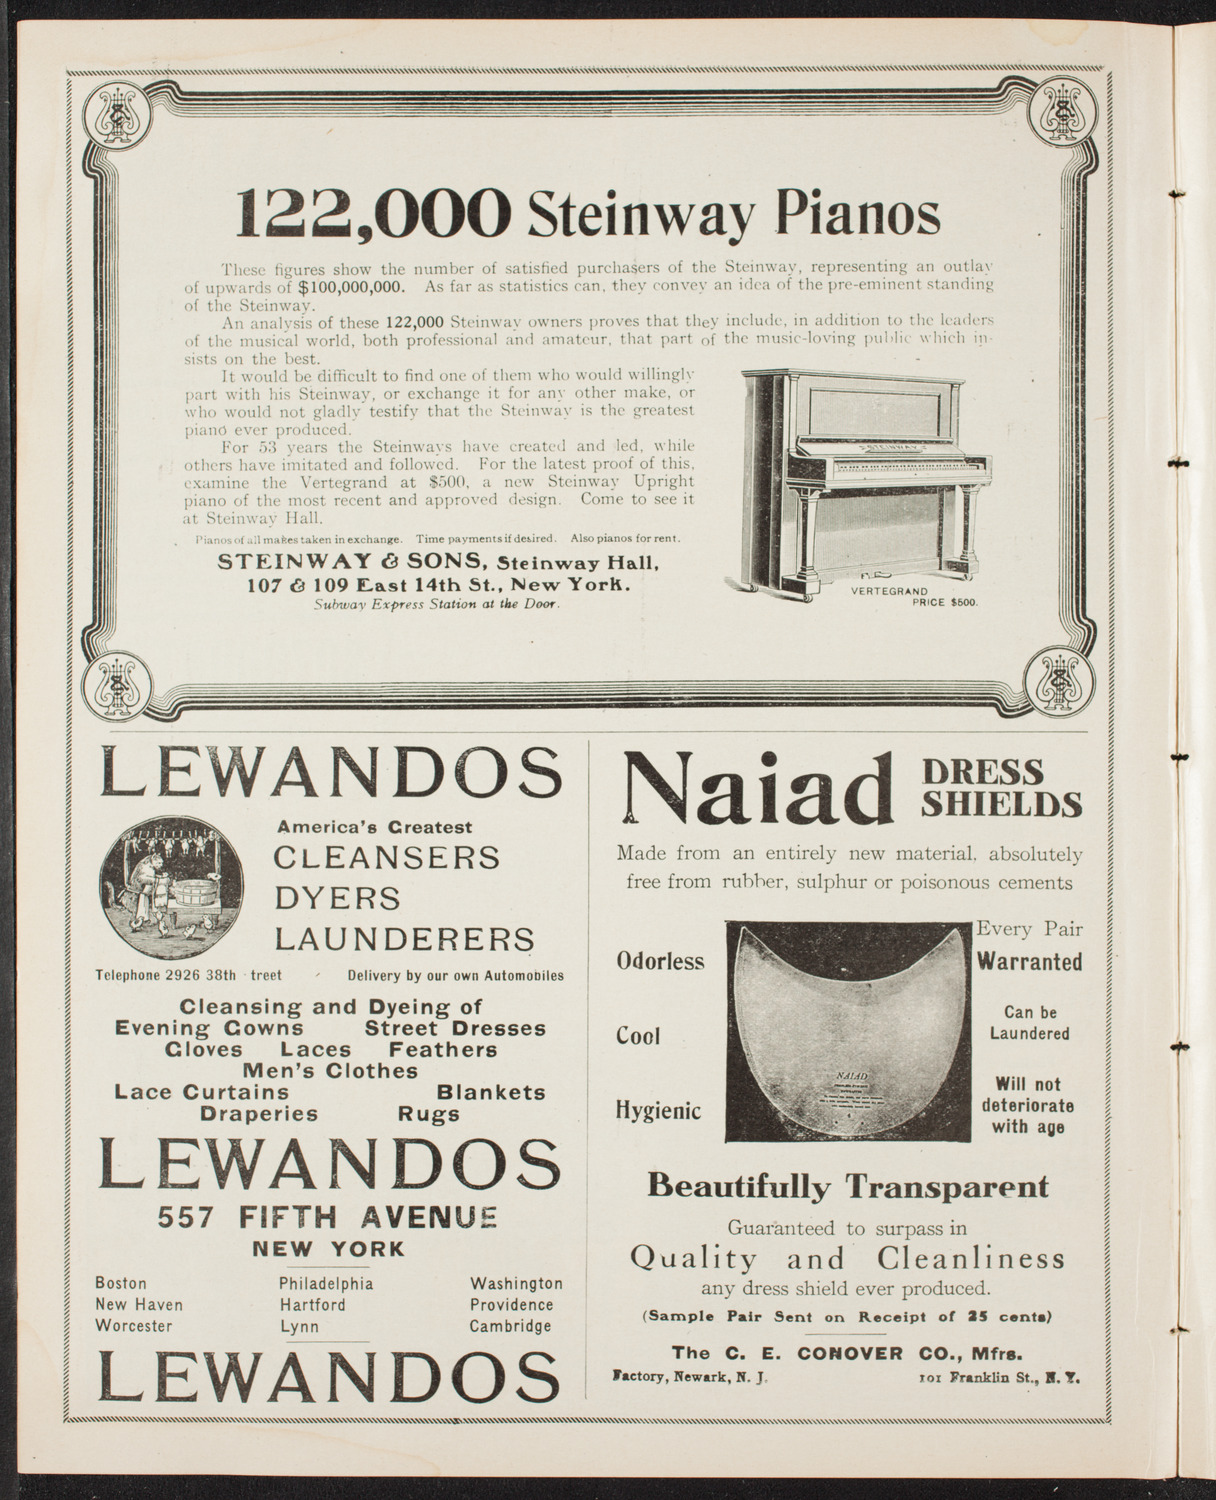 122,000 Steinway Pianos
These figures show the number of satisfied purchasers of the Steinway, representing an outlay
of upwards of $100,000,000. As far as statistics can, they convey an idea of the pre-eminent standing
of the Steinway.
An analysis of these 122,000 Steinway owners proves that they include, in addition to the leaders
of the musical world, both professional and amateur, that part of the music-loving public which in-
sists on the best.
It would be difficult to find one of them who would willingly
part with his Steinway, or exchange it for any other make, or
who would not gladly testify that the Steinway is the greatest
piano ever produced.
For 53 years the Steinways have created and led, while
others have imitated and followed. For the latest proof of this,
examine the Vertegrand at $500, a new Steinway Upright
piano of the most recent and approved design. Come to see it
at Steinway Hall.
Pianos of all makes taken in exchange. Time payments if desired. Also pianos for rent.
STEINWAY & SONS, Steinway Hall,
107 & 109 East 14th St., New York.
Subway Express Station at the Door.
STEINWAY
VERTEGRAND
PRICE $500.
LEWANDOS
America's Greatest
CLEANSERS
DYERS
LAUNDERERS
Telephone 2926 38th treet Delivery by our own Automobiles
Cleansing and Dyeing of
Evening Gowns Street Dresses
Gloves Laces Feathers
Men's Clothes
Lace Curtains Blankets
Draperies Rugs
LEWANDOS
557 FIFTH AVENUE
NEW YORK
Boston Philadelphia Washington
New Haven Hartford Providence
Worcester Lynn Cambridge
LEWANDOS
Naiad DRESS
SHIELDS
Made from an entirely new material, absolutely
free from rubber, sulphur or poisonous cements
Odorless
Cool
Hygienic
NAIAD
Every Pair
Warranted
Can be
Laundered
Will not
deteriorate
with age
Beautifully Transparent
Guaranteed to surpass in
Quality and Cleanliness
any dress shield ever produced.
(Sample Pair Sent on Receipt of 25 cents)
The C. E. CONOVER CO., Mfrs.
Factory, Newark, N. J. 101 Franklin St., N. Y.